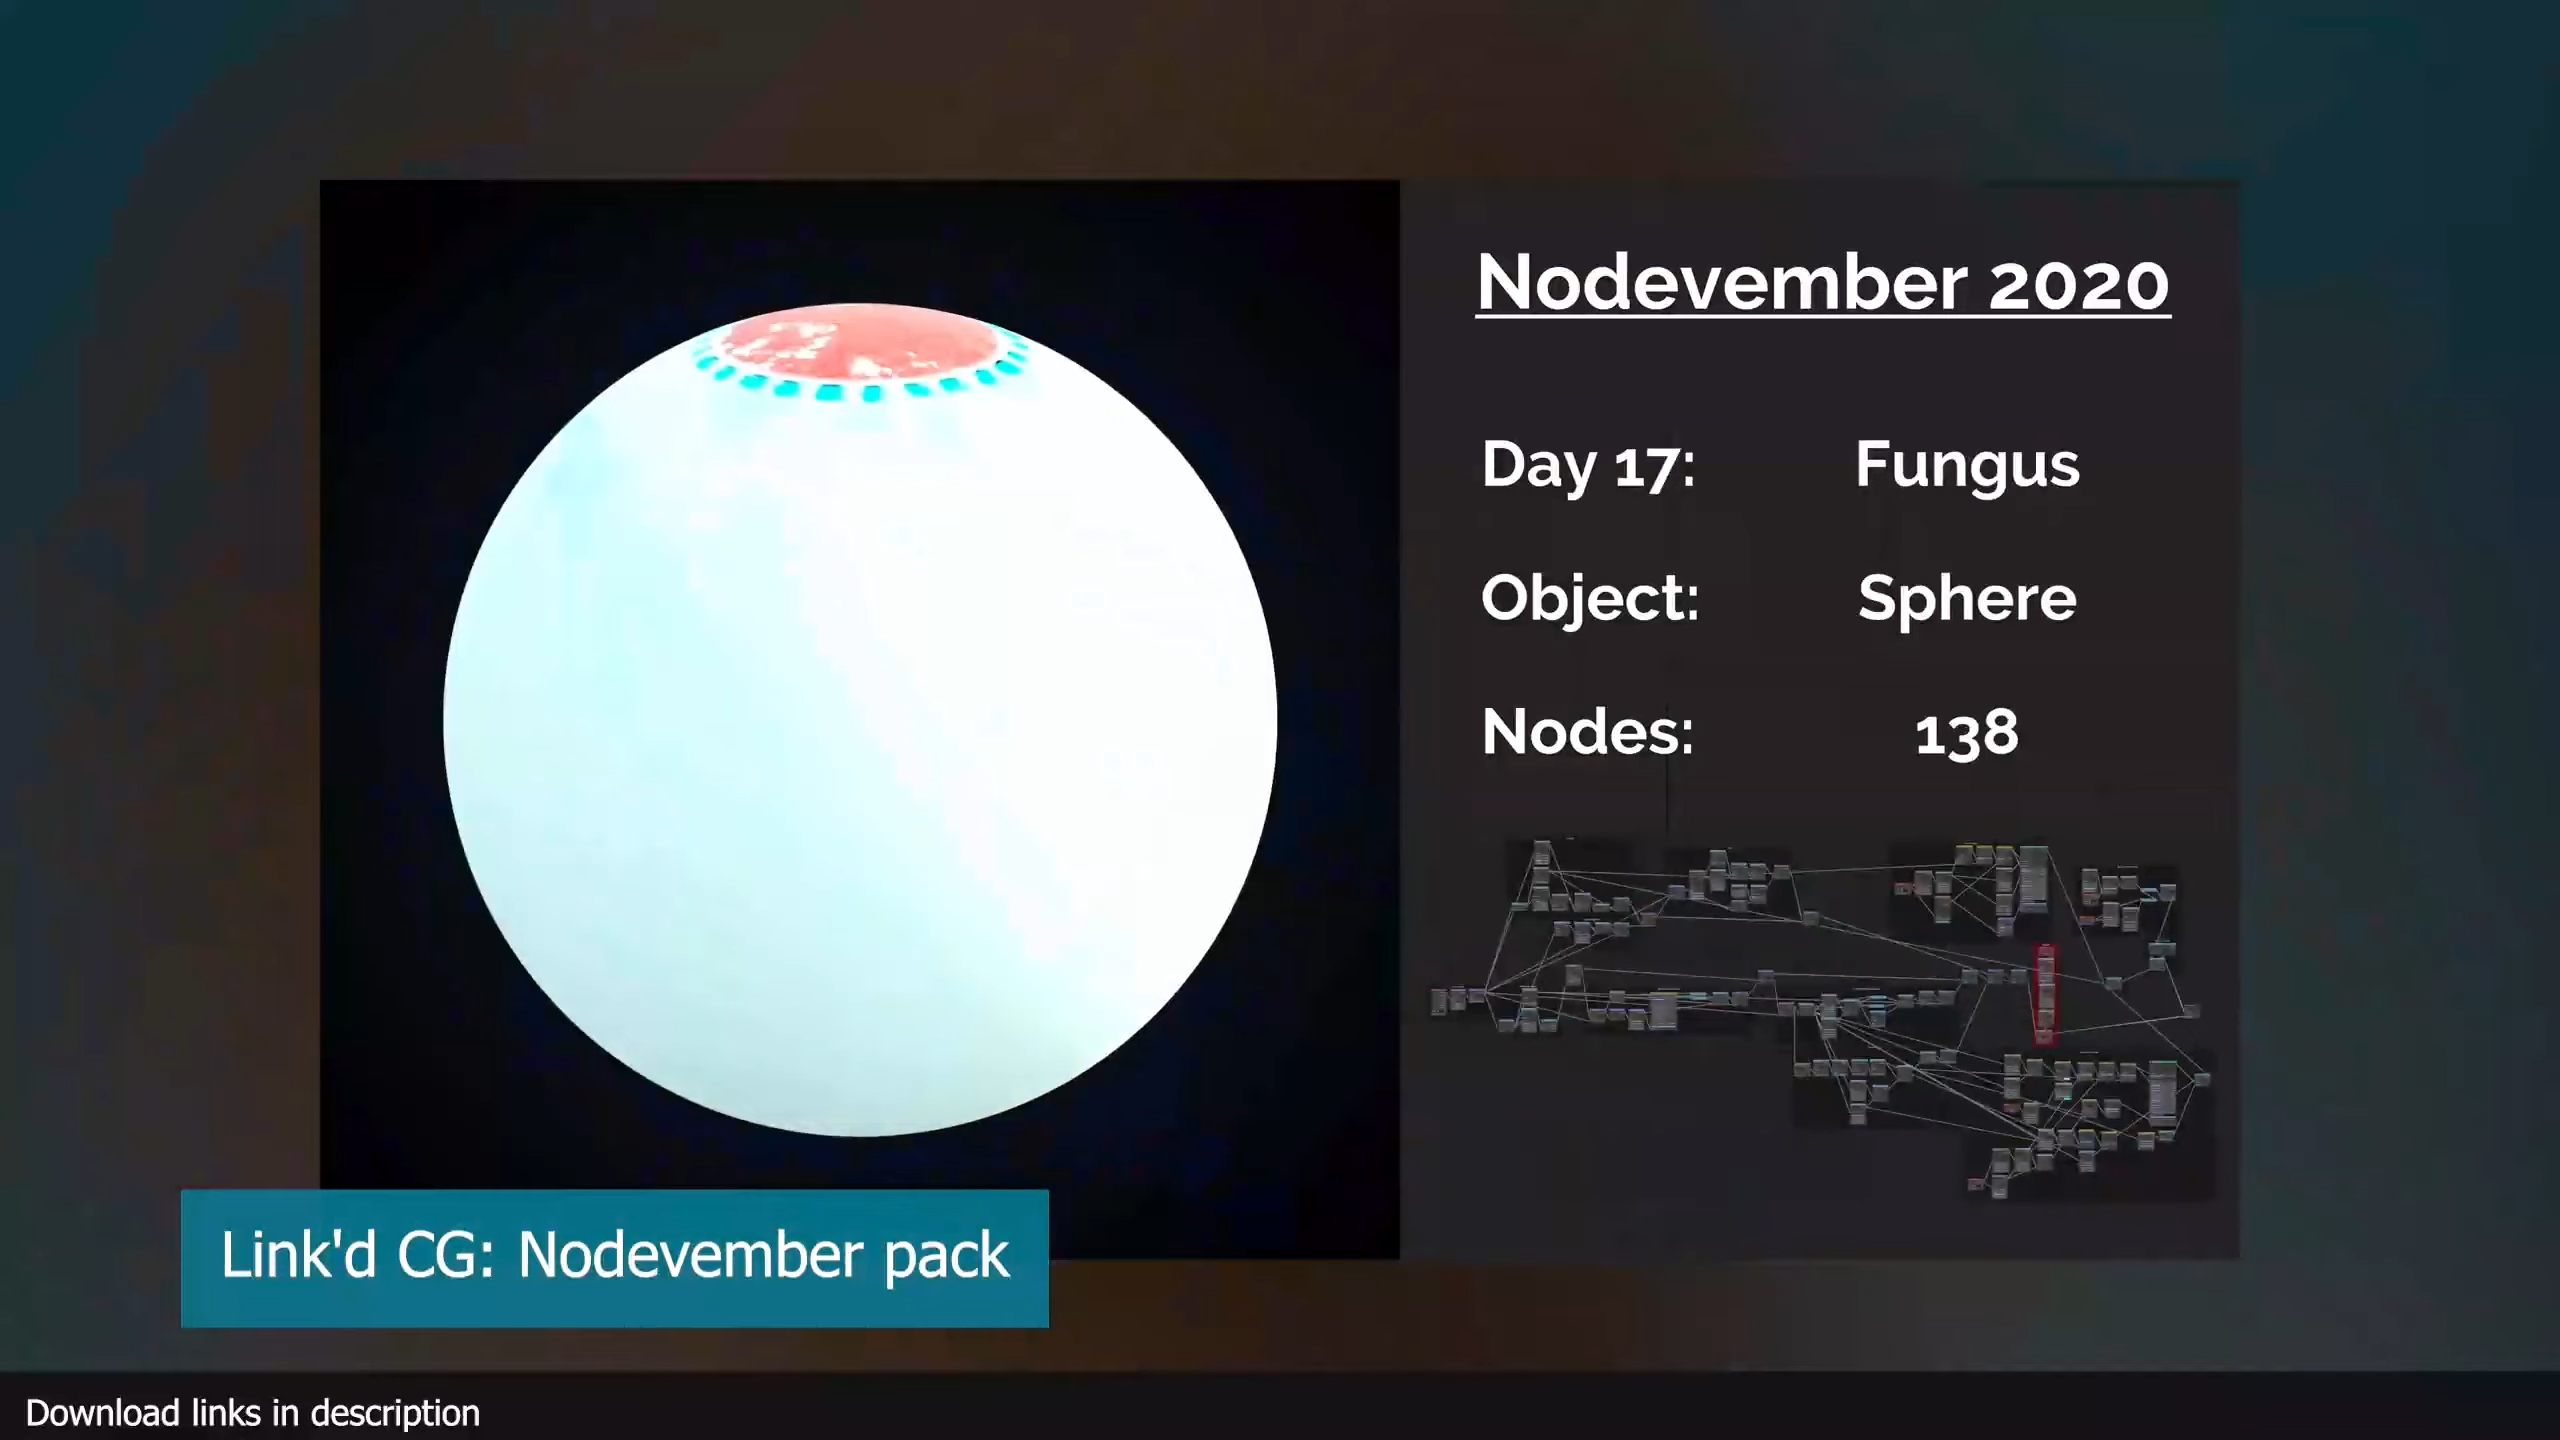 Nodevember 2020
Day 17: Fungus
Object: Sphere
Nodes: 138
Link'd CG: Nodevember pack
Download links in description